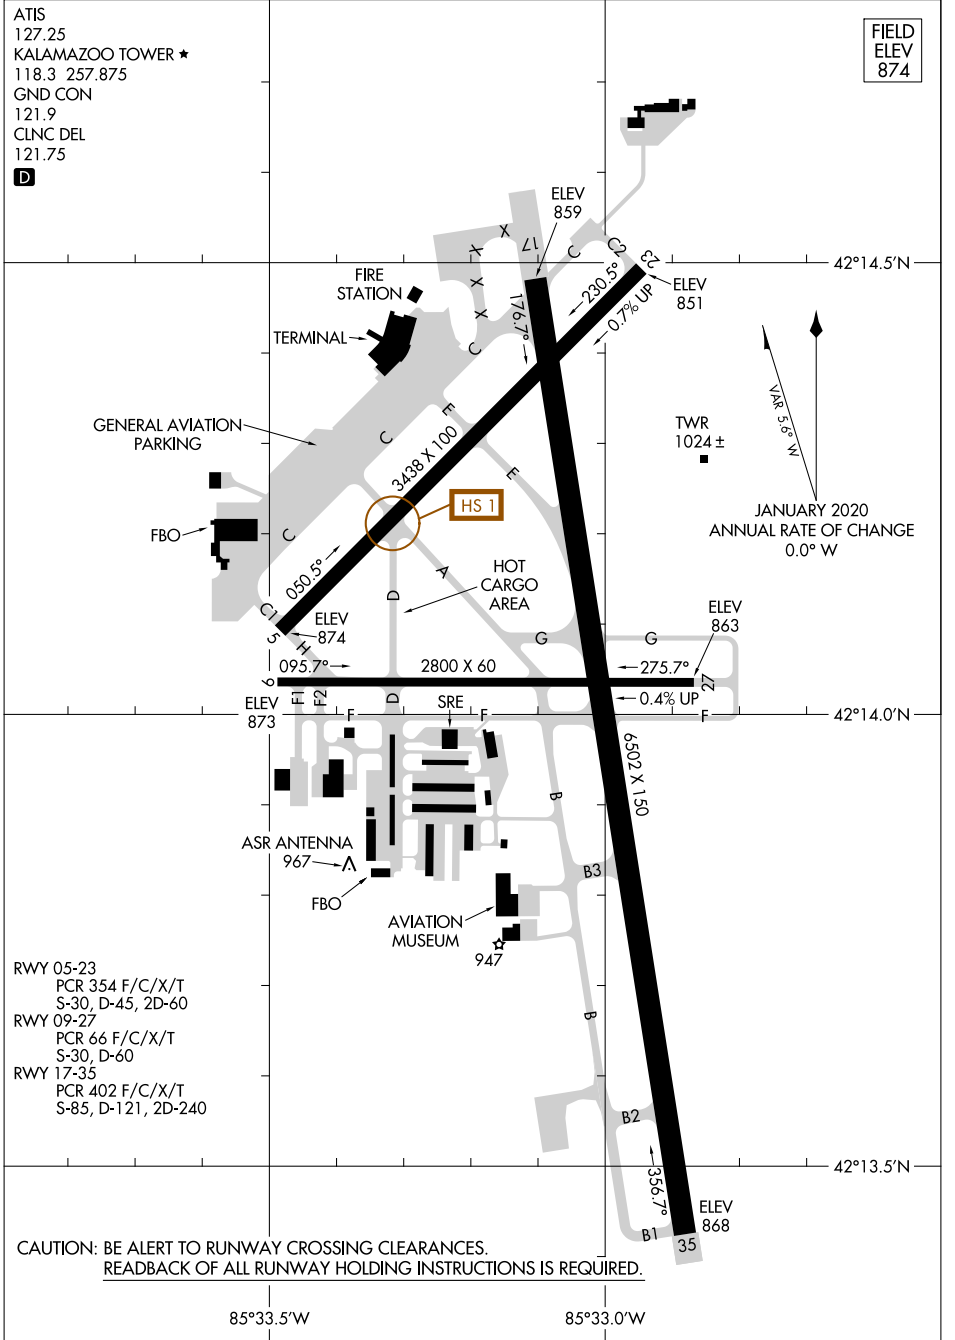 ATIS
127.25
KALAMAZOO TOWER ★
118.3 257.875
GND CON
121.9
CLNC DEL
121.75
D
FIELD
ELEV
874
ELEV
859
X
17
C
C2
23
X
42°14.5'N
FIRE
STATION
X
230.5°
ELEV
851
176.7°
0.7% UP
X
TERMINAL
C
VAR 5.6° W
E
GENERAL AVIATION
PARKING
C
3438 X 100
TWR
1024 ±
E
HS 1
JANUARY 2020
ANNUAL RATE OF CHANGE
0.0° W
FBO
C
A
HOT
CARGO
AREA
050.5°
D
C1
5
ELEV
874
ELEV
863
G
G
H
095.7°
2800 X 60
275.7°
9
27
ELEV
873
F1
F2
D
SRE
0.4% UP
F
F
F
42°14.0'N
6502 X 150
B
ASR ANTENNA
967
B3
FBO
AVIATION
MUSEUM
947
RWY 05-23
PCR 354 F/C/X/T
S-30, D-45, 2D-60
RWY 09-27
PCR 66 F/C/X/T
S-30, D-60
RWY 17-35
PCR 402 F/C/X/T
S-85, D-121, 2D-240
B
B2
42°13.5'N
356.7°
ELEV
868
B1
35
CAUTION: BE ALERT TO RUNWAY CROSSING CLEARANCES.
READBACK OF ALL RUNWAY HOLDING INSTRUCTIONS IS REQUIRED.
85°33.5'W
85°33.0'W